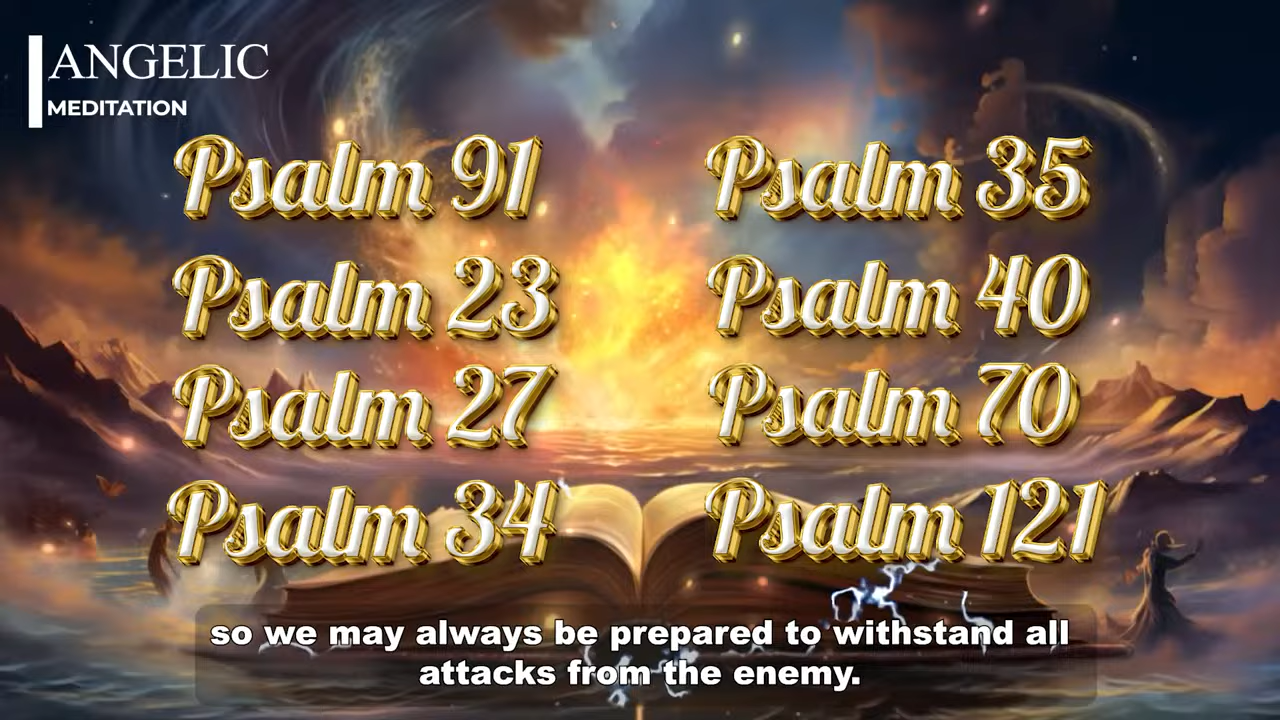 ANGELIC
MEDITATION
Psalm 91
Psalm 23
Psalm 27
Psalm 34
Psalm 35
Psalm 40
Psalm 70
Psalm 121
so we may always be prepared to withstand all
attacks from the enemy.